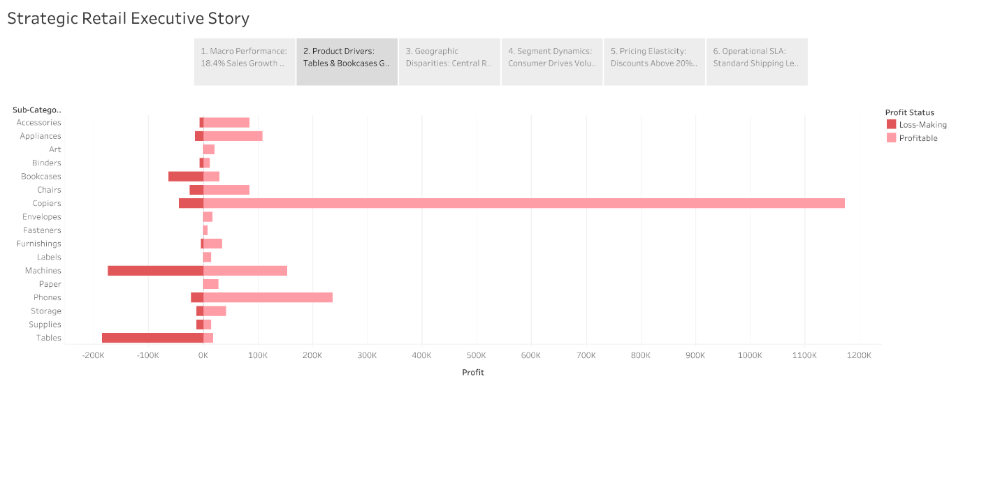 Strategic Retail Executive Story
1. Macro Performance:
18.4% Sales Growth ..
2. Product Drivers:
Tables & Bookcases G..
3. Geographic
Disparities: Central R..
4. Segment Dynamics:
Consumer Drives Volu..
5. Pricing Elasticity:
Discounts Above 20%..
6. Operational SLA:
Standard Shipping Le..
Sub-Catego..
Accessories
Appliances
Art
Binders
Bookcases
Chairs
Copiers
Envelopes
Fasteners
Furnishings
Labels
Machines
Paper
Phones
Storage
Supplies
Tables
-200K -100K 0K 100K 200K 300K 400K 500K 600K 700K 800K 900K 1000K 1100K 1200K
Profit
Profit Status
Loss-Making
Profitable